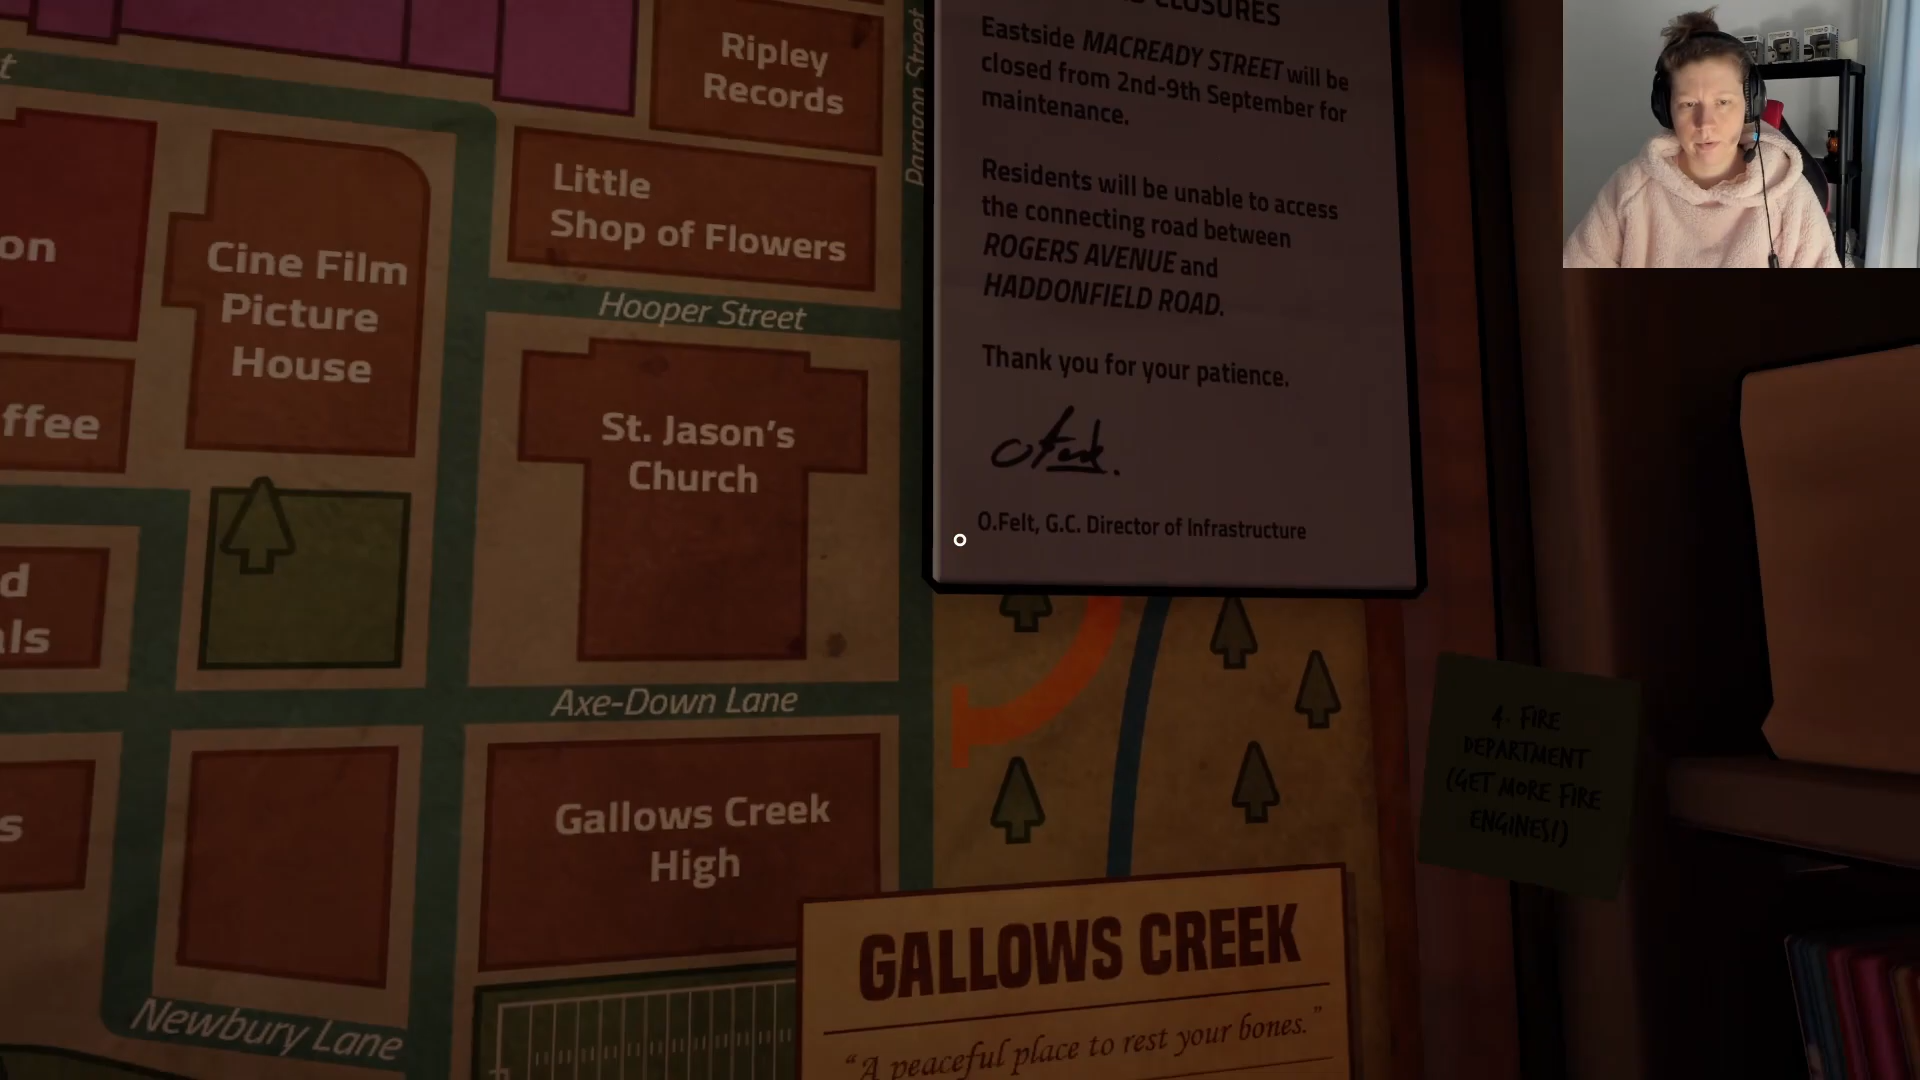 CLOSURES
Eastside MACREADY STREET will be
closed from 2nd-9th September for
maintenance.
Residents will be unable to access
the connecting road between
ROGERS AVENUE and
HADDONFIELD ROAD.
Thank you for your patience.
O.Felt, G.C. Director of Infrastructure
Ripley
Records
Little
Shop of Flowers
Cine Film
Picture
House
Hooper Street
St. Jason's
Church
Axe-Down Lane
Gallows Creek
High
Newbury Lane
4. FIRE
DEPARTMENT
(GET MORE FIRE
ENGINES!)
GALLOWS CREEK
"A peaceful place to rest your bones."